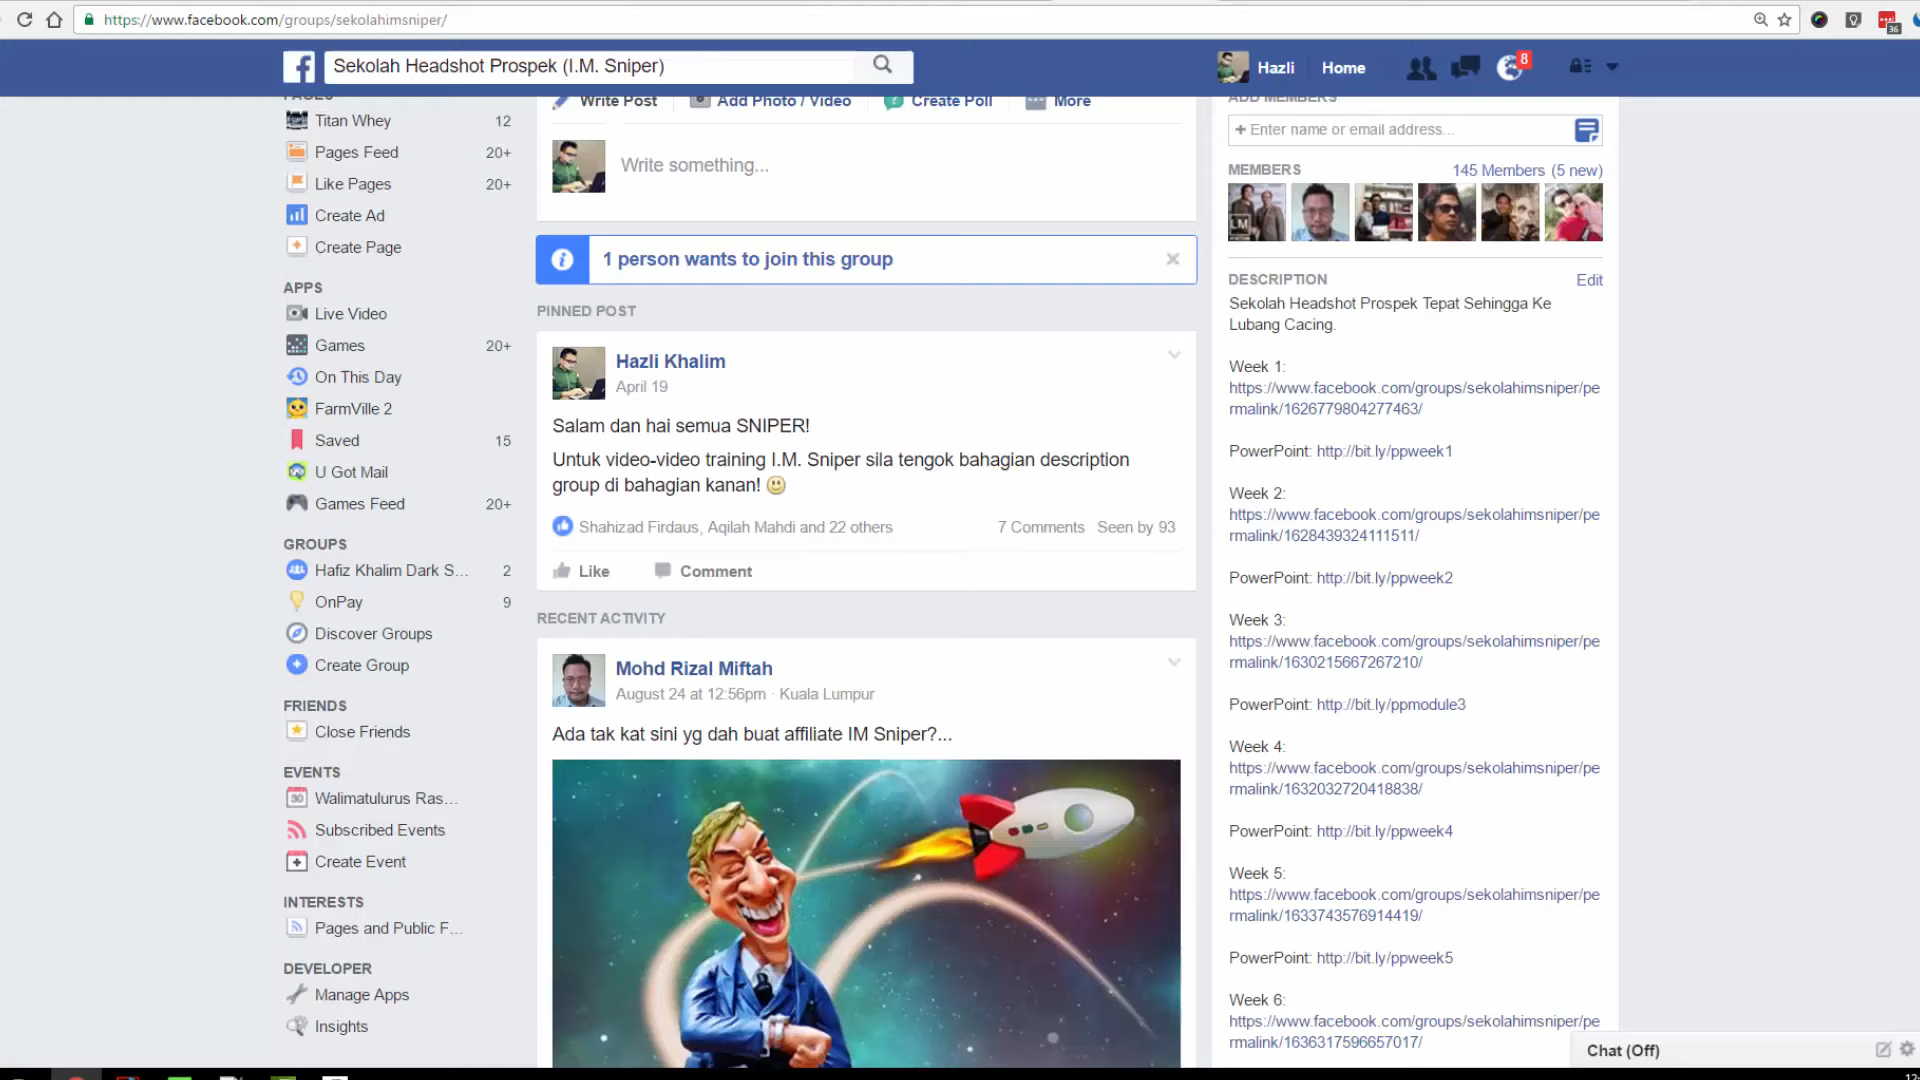 https://www.facebook.com/groups/sekolahimsniper/
36
Sekolah Headshot Prospek (I.M. Sniper)
Hazli
Home
8
PAGES
Titan Whey 12
Pages Feed 20+
Like Pages 20+
Create Ad
Create Page
APPS
Live Video
Games 20+
On This Day
FarmVille 2
Saved 15
U Got Mail
Games Feed 20+
GROUPS
Hafiz Khalim Dark S... 2
OnPay 9
Discover Groups
Create Group
FRIENDS
Close Friends
EVENTS
Walimatulurus Ras...
Subscribed Events
Create Event
INTERESTS
Pages and Public F...
DEVELOPER
Manage Apps
Insights
Write Post
Add Photo / Video
Create Poll
More
Write something...
1 person wants to join this group
PINNED POST
Hazli Khalim
April 19
Salam dan hai semua SNIPER!
Untuk video-video training I.M. Sniper sila tengok bahagian description
group di bahagian kanan!
Shahizad Firdaus, Aqilah Mahdi and 22 others
7 Comments Seen by 93
Like
Comment
RECENT ACTIVITY
Mohd Rizal Miftah
August 24 at 12:56pm · Kuala Lumpur
Ada tak kat sini yg dah buat affiliate IM Sniper?...
ADD MEMBERS
+ Enter name or email address...
MEMBERS
145 Members (5 new)
DESCRIPTION
Edit
Sekolah Headshot Prospek Tepat Sehingga Ke
Lubang Cacing.
Week 1:
https://www.facebook.com/groups/sekolahimsniper/pe
rmalink/1626779804277463/
PowerPoint: http://bit.ly/ppweek1
Week 2:
https://www.facebook.com/groups/sekolahimsniper/pe
rmalink/1628439324111511/
PowerPoint: http://bit.ly/ppweek2
Week 3:
https://www.facebook.com/groups/sekolahimsniper/pe
rmalink/1630215667267210/
PowerPoint: http://bit.ly/ppmodule3
Week 4:
https://www.facebook.com/groups/sekolahimsniper/pe
rmalink/1632032720418838/
PowerPoint: http://bit.ly/ppweek4
Week 5:
https://www.facebook.com/groups/sekolahimsniper/pe
rmalink/1633743576914419/
PowerPoint: http://bit.ly/ppweek5
Week 6:
https://www.facebook.com/groups/sekolahimsniper/pe
rmalink/1636317596657017/
Chat (Off)